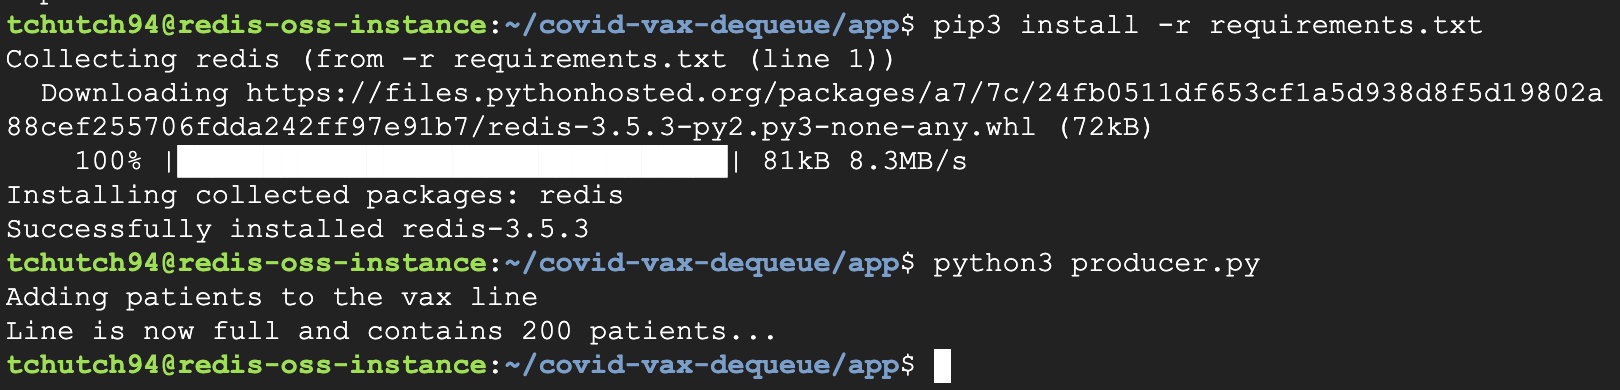 tchutch94@redis-oss-instance:~/covid-vax-dequeue/app$ pip3 install -r requirements.txt
Collecting redis (from -r requirements.txt (line 1))
  Downloading https://files.pythonhosted.org/packages/a7/7c/24fb0511df653cf1a5d938d8f5d19802a
88cef255706fdda242ff97e91b7/redis-3.5.3-py2.py3-none-any.whl (72kB)
    100% |████████████████████████████████| 81kB 8.3MB/s
Installing collected packages: redis
Successfully installed redis-3.5.3
tchutch94@redis-oss-instance:~/covid-vax-dequeue/app$ python3 producer.py
Adding patients to the vax line
Line is now full and contains 200 patients...
tchutch94@redis-oss-instance:~/covid-vax-dequeue/app$